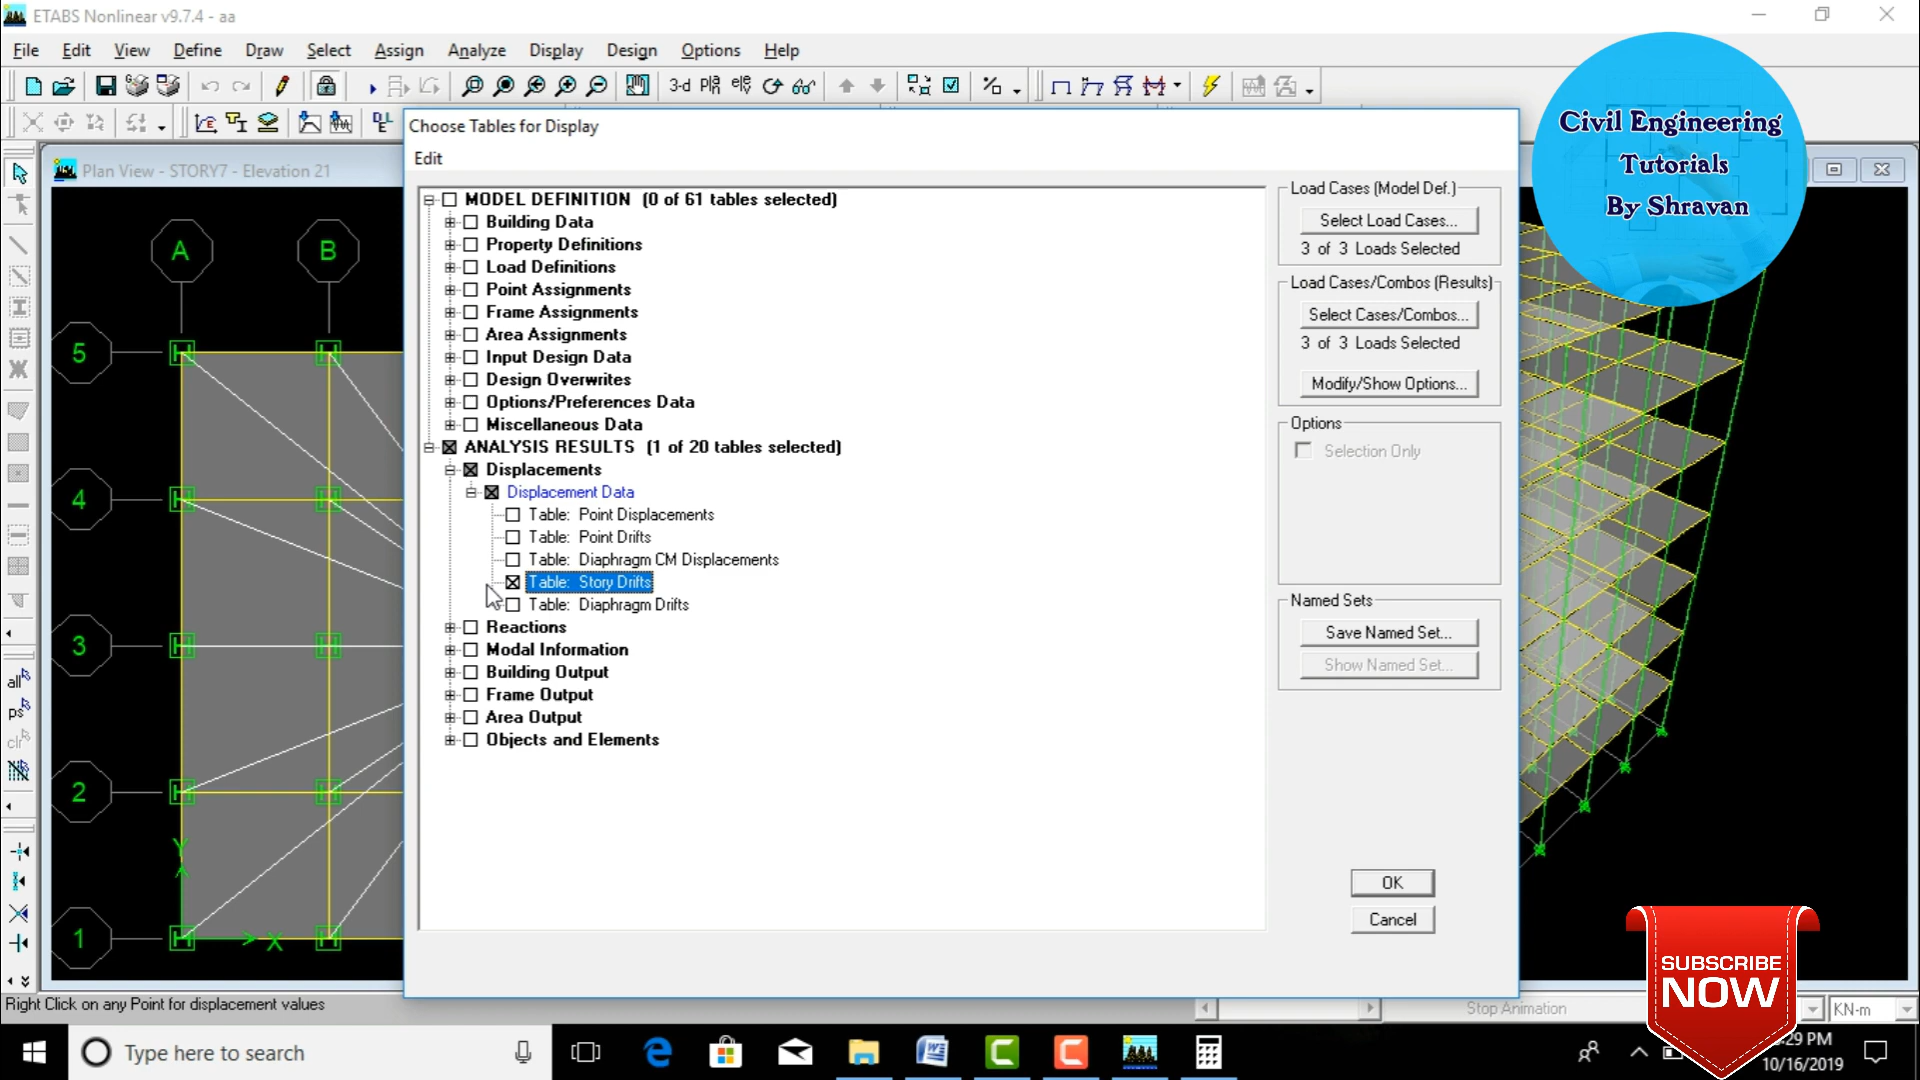 ETABS Nonlinear v9.7.4 - aa
File Edit View Define Draw Select Assign Analyze Display Design Options Help
3-d
Choose Tables for Display
Edit
Plan View - STORY7 - Elevation 21
A B
5
4
3
2
1
X
Y
all
ps
clr
MODEL DEFINITION (0 of 61 tables selected)
Building Data
Property Definitions
Load Definitions
Point Assignments
Frame Assignments
Area Assignments
Input Design Data
Design Overwrites
Options/Preferences Data
Miscellaneous Data
ANALYSIS RESULTS (1 of 20 tables selected)
Displacements
Displacement Data
Table: Point Displacements
Table: Point Drifts
Table: Diaphragm CM Displacements
Table: Story Drifts
Table: Diaphragm Drifts
Reactions
Modal Information
Building Output
Frame Output
Area Output
Objects and Elements
Load Cases (Model Def.)
Select Load Cases...
3 of 3 Loads Selected
Load Cases/Combos (Results)
Select Cases/Combos...
3 of 3 Loads Selected
Modify/Show Options...
Options
Selection Only
Named Sets
Save Named Set...
Show Named Set...
OK
Cancel
Civil Engineering
Tutorials
By Shravan
SUBSCRIBE
NOW
Right Click on any Point for displacement values
Stop Animation
KN-m
Type here to search
:29 PM
10/16/2019